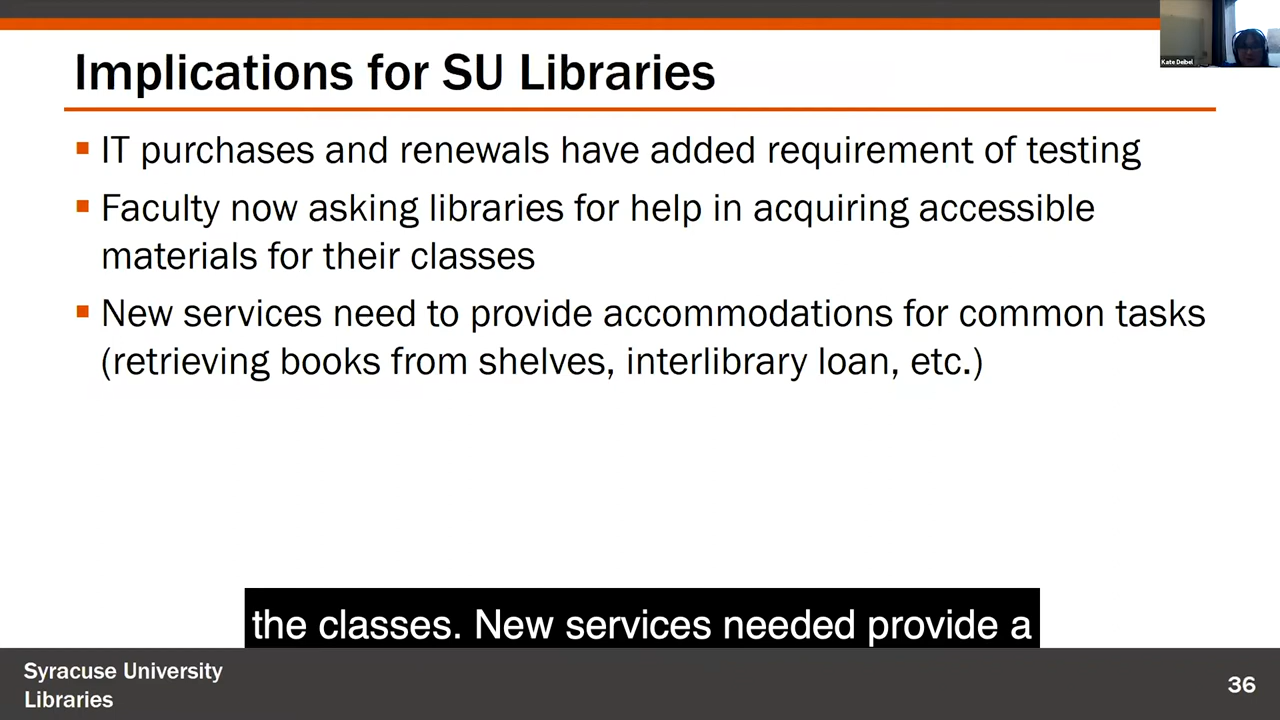 Kate Deibel
Implications for SU Libraries
IT purchases and renewals have added requirement of testing
Faculty now asking libraries for help in acquiring accessible
materials for their classes
New services need to provide accommodations for common tasks
(retrieving books from shelves, interlibrary loan, etc.)
the classes. New services needed provide a
Syracuse University
Libraries
36